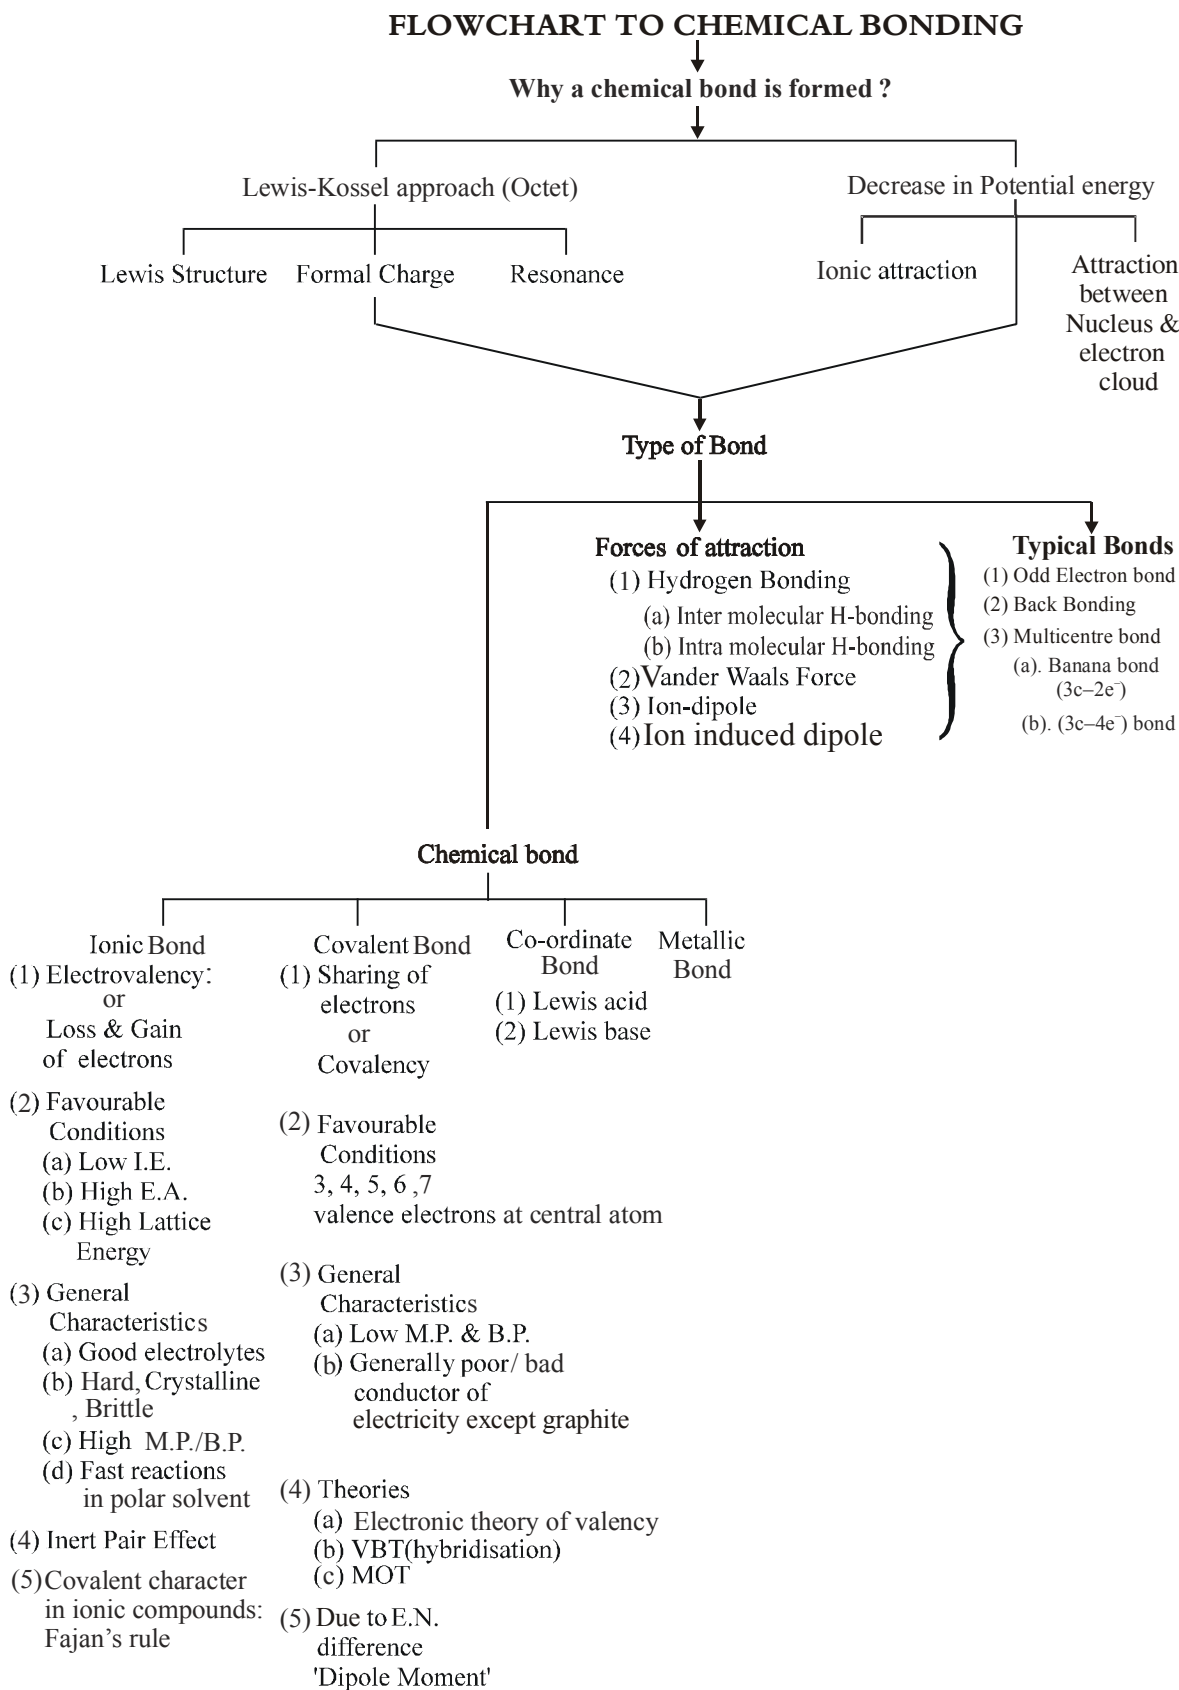 FLOWCHART TO CHEMICAL BONDING
Why a chemical bond is formed ?
Lewis-Kossel approach (Octet)
Decrease in Potential energy
Lewis Structure
Formal Charge
Resonance
Ionic attraction
Attraction
between
Nucleus &
electron
cloud
Type of Bond
Forces of attraction
(1) Hydrogen Bonding
(a) Inter molecular H-bonding
(b) Intra molecular H-bonding
(2)Vander Waals Force
(3) Ion-dipole
(4)Ion induced dipole
Typical Bonds
(1) Odd Electron bond
(2) Back Bonding
(3) Multicentre bond
(a). Banana bond
(3c–2e⁻)
(b). (3c–4e⁻) bond
Chemical bond
Ionic Bond
(1) Electrovalency:
or
Loss & Gain
of electrons
(2) Favourable
Conditions
(a) Low I.E.
(b) High E.A.
(c) High Lattice
Energy
(3) General
Characteristics
(a) Good electrolytes
(b) Hard, Crystalline
, Brittle
(c) High M.P./B.P.
(d) Fast reactions
in polar solvent
(4) Inert Pair Effect
(5) Covalent character
in ionic compounds:
Fajan's rule
Covalent Bond
(1) Sharing of
electrons
or
Covalency
(2) Favourable
Conditions
3, 4, 5, 6 ,7
valence electrons at central atom
(3) General
Characteristics
(a) Low M.P. & B.P.
(b) Generally poor/ bad
conductor of
electricity except graphite
(4) Theories
(a) Electronic theory of valency
(b) VBT(hybridisation)
(c) MOT
(5) Due to E.N.
difference
'Dipole Moment'
Co-ordinate
Bond
(1) Lewis acid
(2) Lewis base
Metallic
Bond